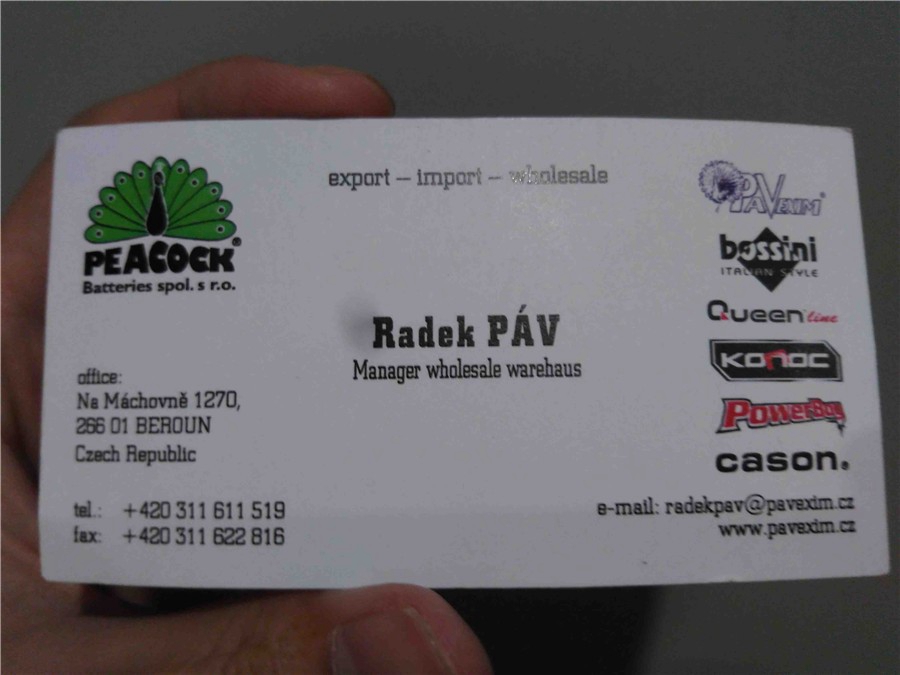 export – import – wholesale
PEACOCK®
Batteries spol. s r.o.
PAVEXIM®
bossini
ITALIAN STYLE
Queen line
KONOC
PowerBoy
cason.
Radek PÁV
Manager wholesale warehaus
office:
Na Máchovně 1270,
266 01 BEROUN
Czech Republic
tel.: +420 311 611 519
fax: +420 311 622 816
e-mail: radekpav@pavexim.cz
www.pavexim.cz